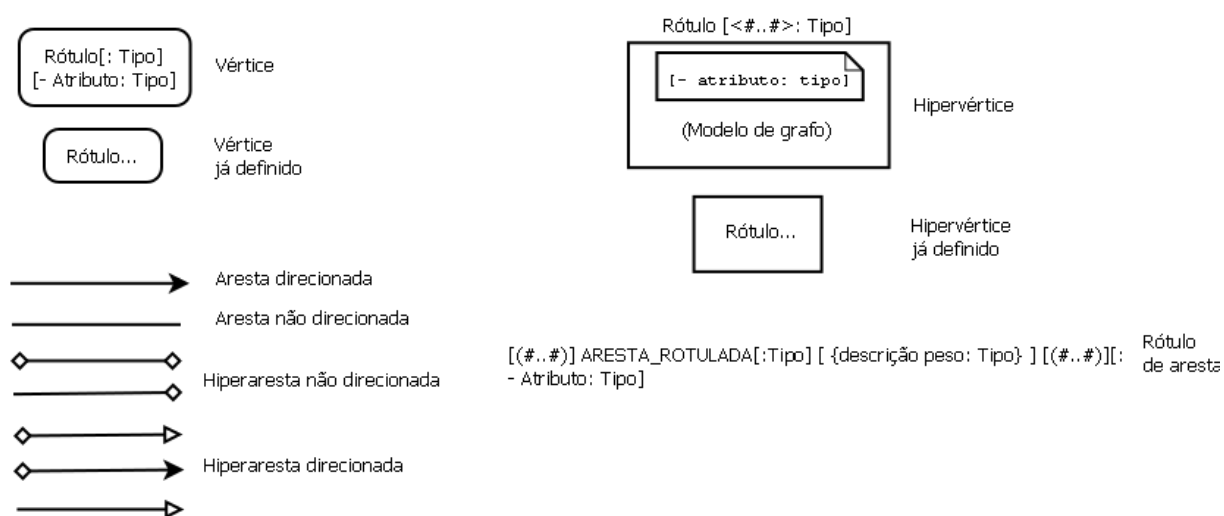 Rótulo[: Tipo]
[- Atributo: Tipo]
Vértice
Rótulo...
Vértice
já definido
Aresta direcionada
Aresta não direcionada
Hiperaresta não direcionada
Hiperaresta direcionada
Rótulo [<#..#>: Tipo]
[- atributo: tipo]
(Modelo de grafo)
Hipervértice
Rótulo...
Hipervértice
já definido
[(#..#)] ARESTA_ROTULADA[:Tipo] [ {descrição peso: Tipo} ] [(#..#)][:
- Atributo: Tipo]
Rótulo
de aresta